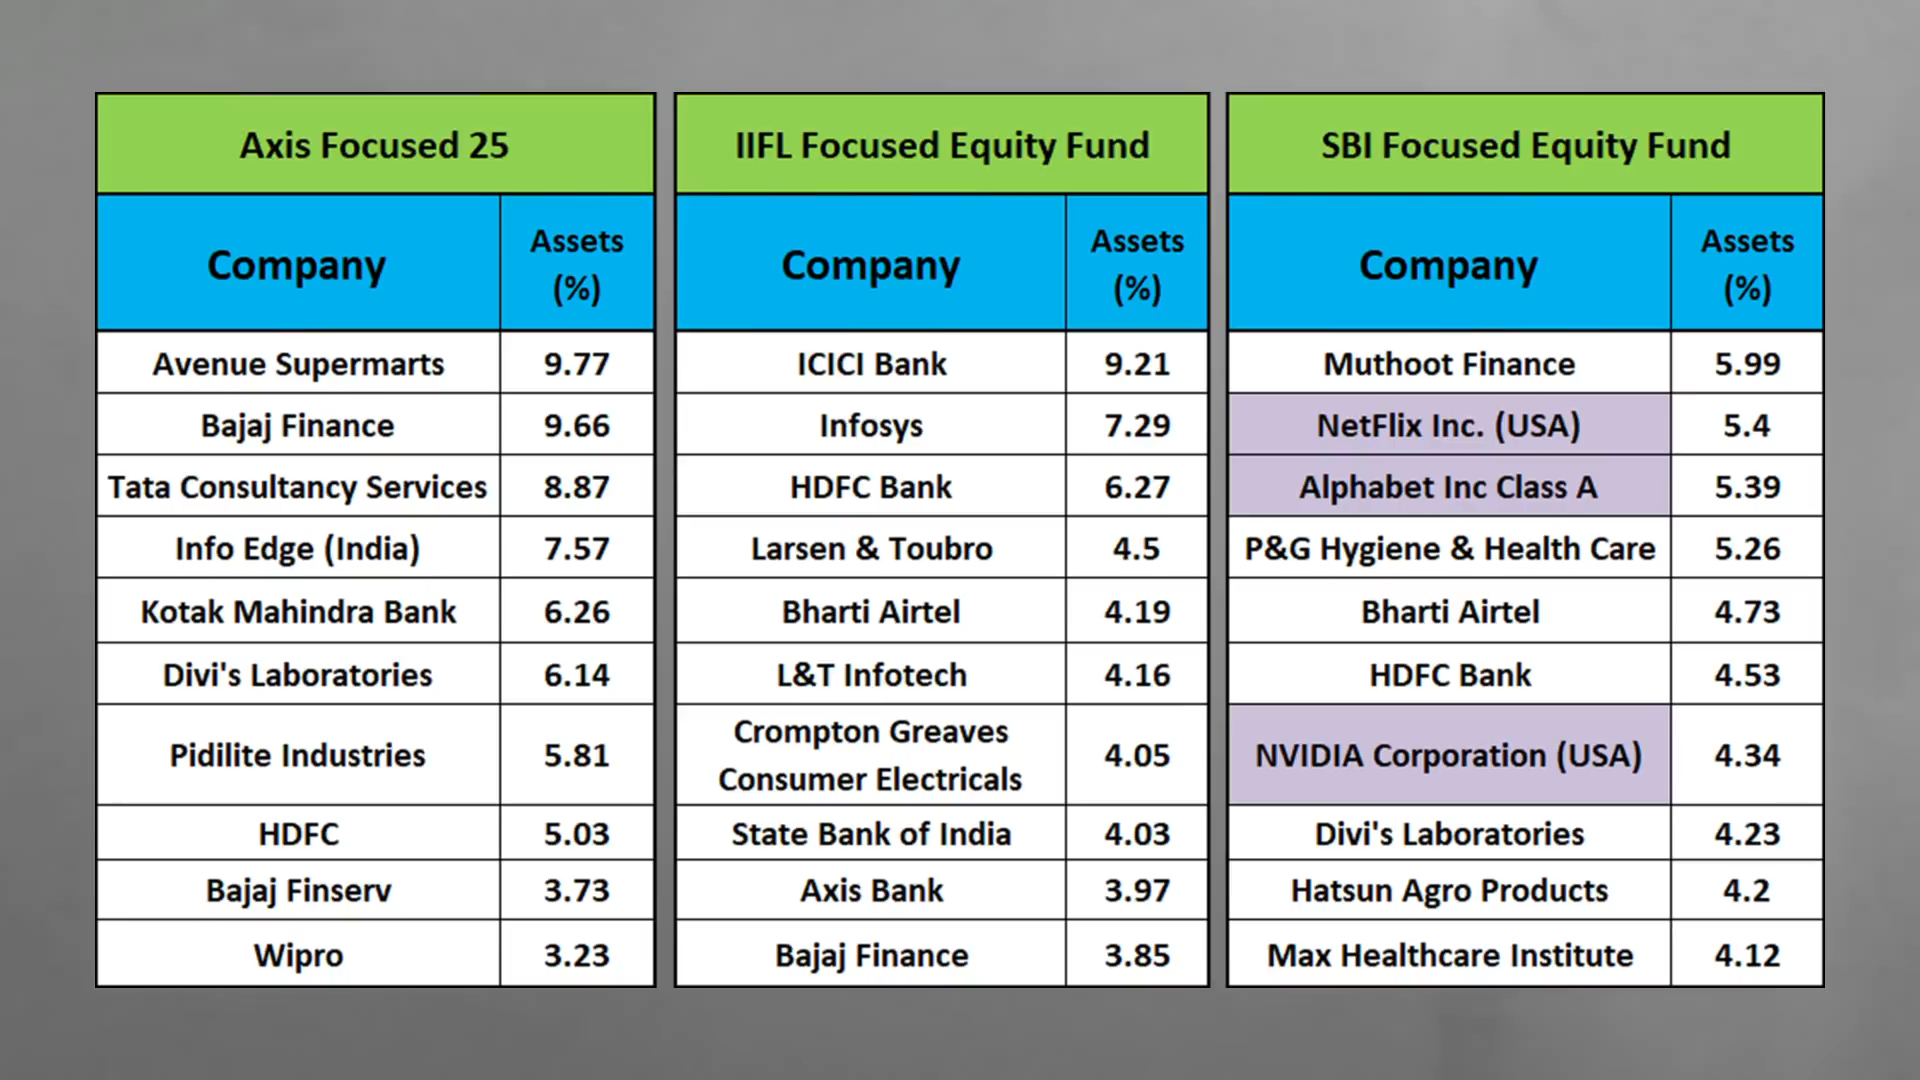 Axis Focused 25
Company
Assets
(%)
Avenue Supermarts 9.77
Bajaj Finance 9.66
Tata Consultancy Services 8.87
Info Edge (India) 7.57
Kotak Mahindra Bank 6.26
Divi's Laboratories 6.14
Pidilite Industries 5.81
HDFC 5.03
Bajaj Finserv 3.73
Wipro 3.23
IIFL Focused Equity Fund
Company
Assets
(%)
ICICI Bank 9.21
Infosys 7.29
HDFC Bank 6.27
Larsen & Toubro 4.5
Bharti Airtel 4.19
L&T Infotech 4.16
Crompton Greaves
Consumer Electricals 4.05
State Bank of India 4.03
Axis Bank 3.97
Bajaj Finance 3.85
SBI Focused Equity Fund
Company
Assets
(%)
Muthoot Finance 5.99
NetFlix Inc. (USA) 5.4
Alphabet Inc Class A 5.39
P&G Hygiene & Health Care 5.26
Bharti Airtel 4.73
HDFC Bank 4.53
NVIDIA Corporation (USA) 4.34
Divi's Laboratories 4.23
Hatsun Agro Products 4.2
Max Healthcare Institute 4.12